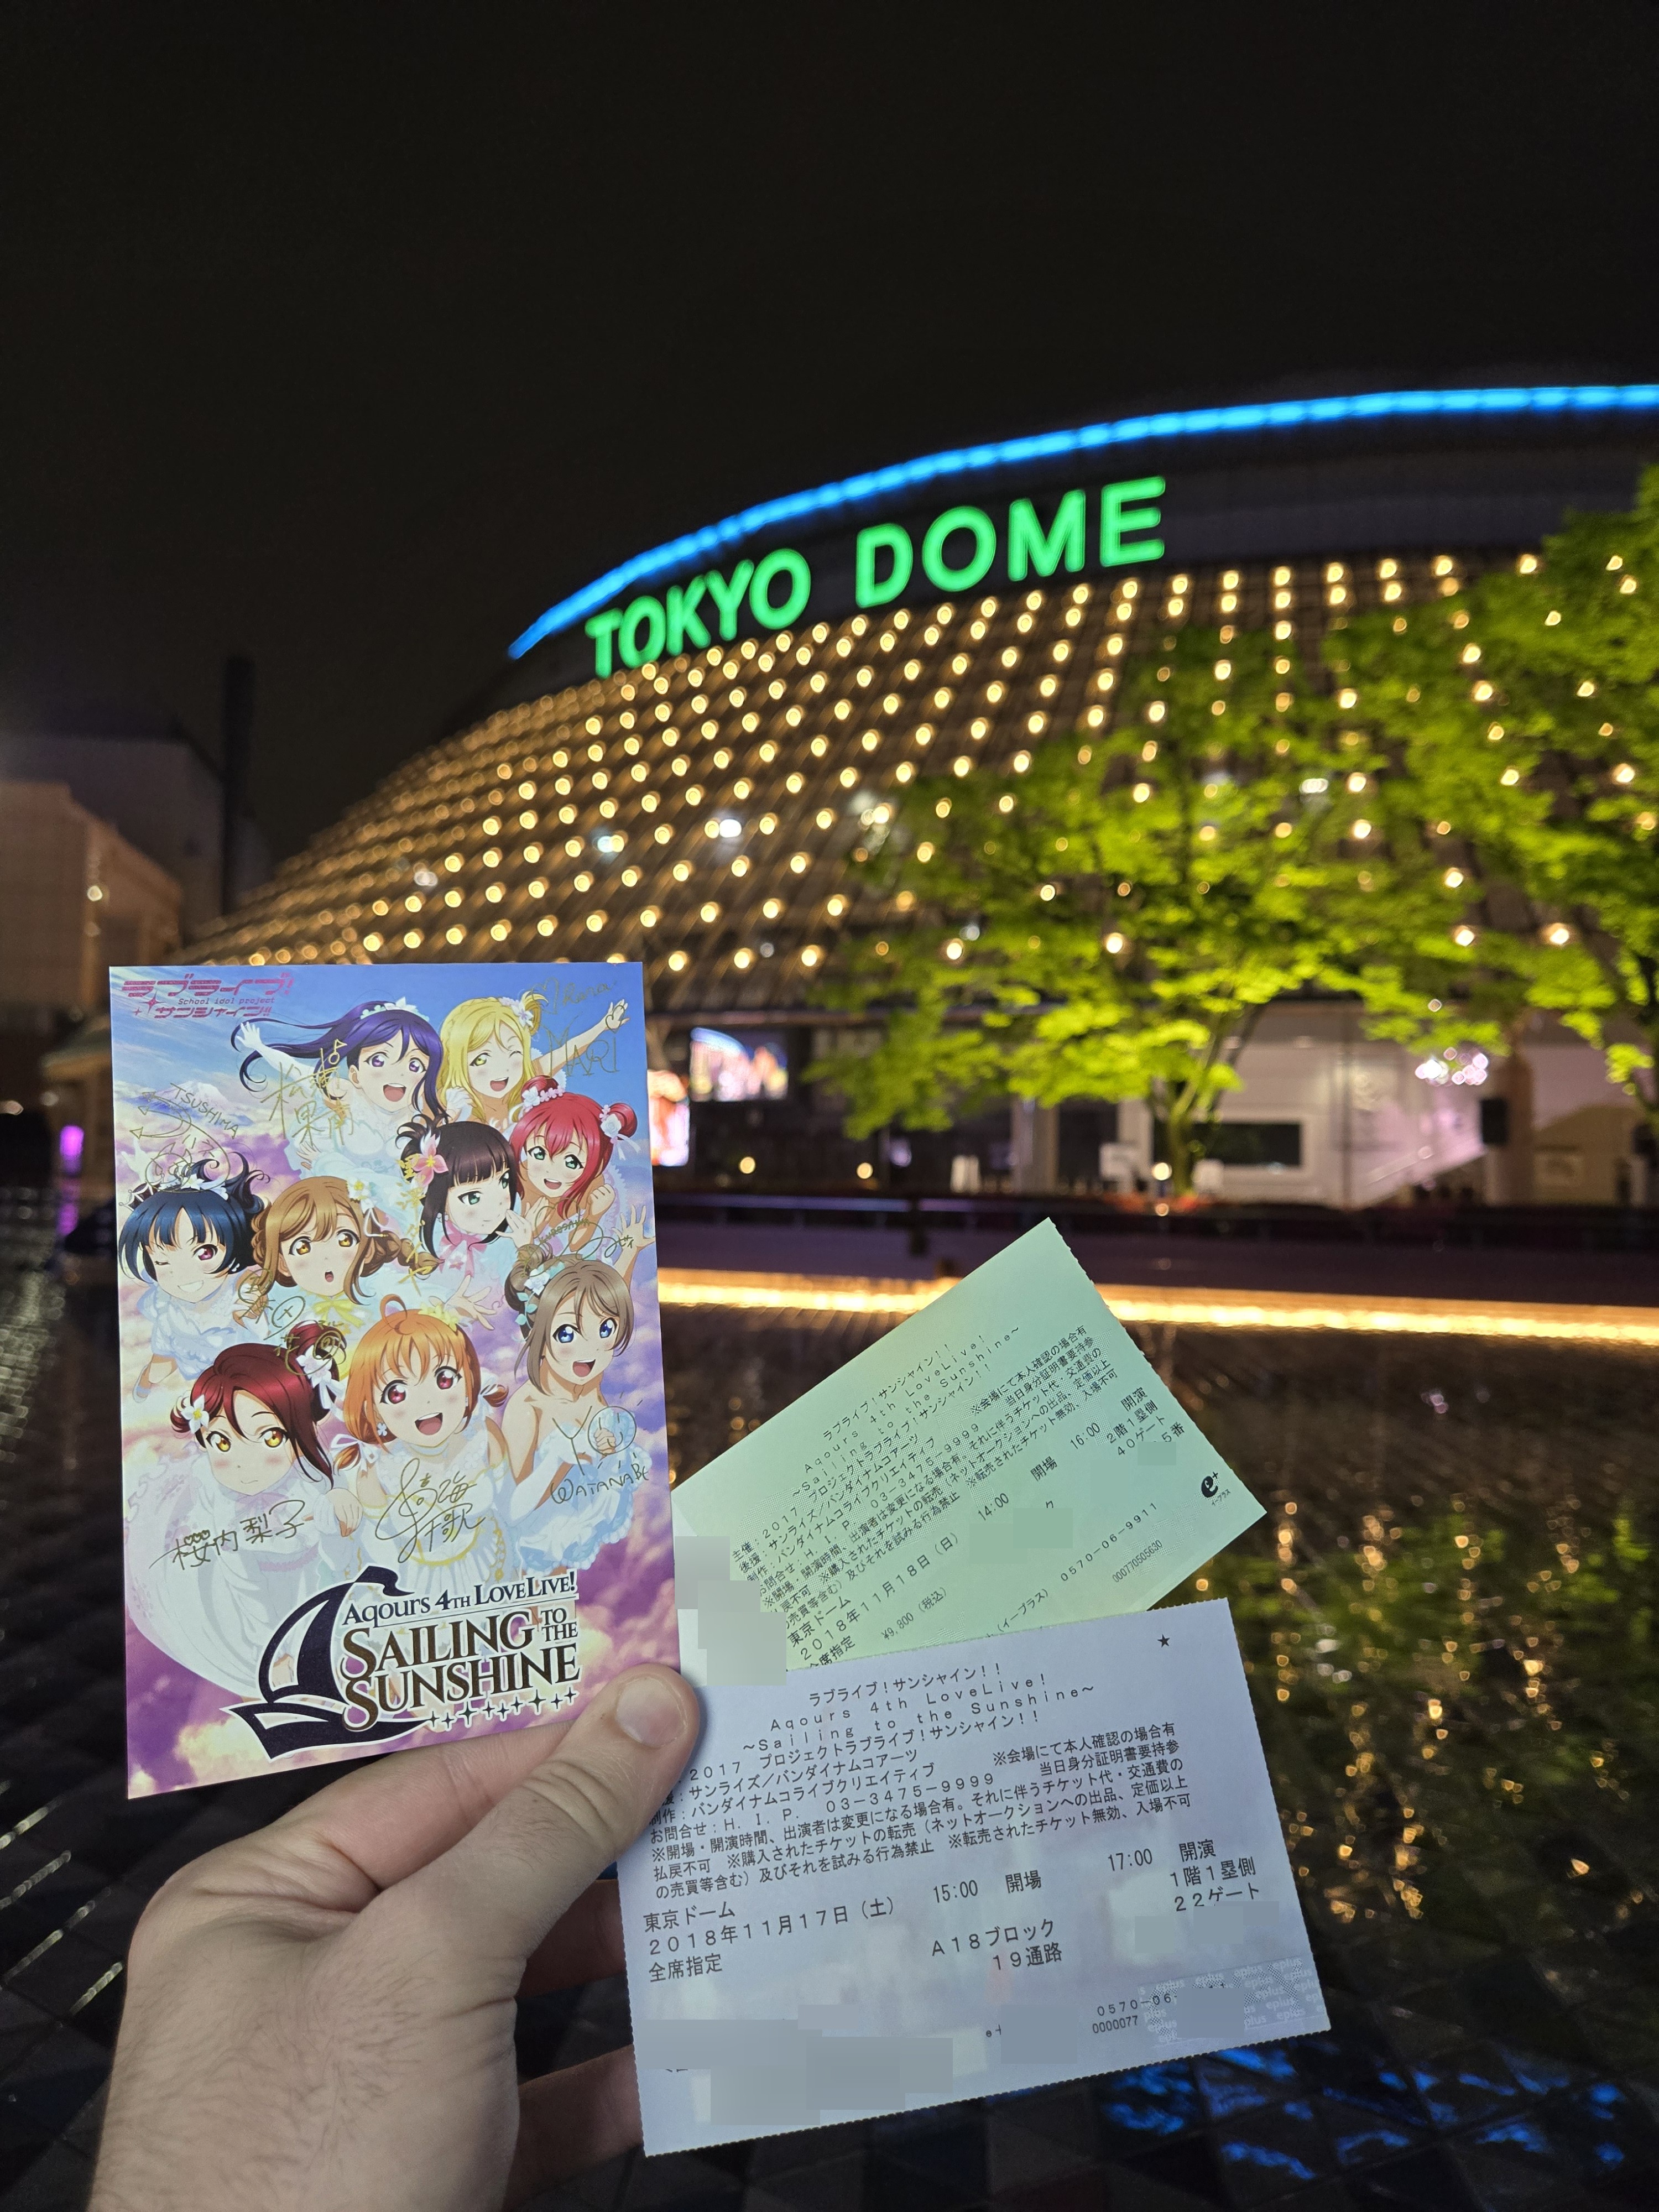 TOKYO DOME
ラブライブ!
School idol project
サンシャイン!!
MARI
TSUSHIMA
桜内梨子
YOU
WATANABE
Aqours 4TH LOVELIVE!
SAILING TO THE
SUNSHINE
ラブライブ!サンシャイン!!
Aqours 4th LoveLive!
~Sailing to the Sunshine~
主催:2017 プロジェクトラブライブ!サンシャイン!!
後援:サンライズ/バンダイナムコアーツ
制作:バンダイナムコライブクリエイティブ
お問合せ:H.I.P. 03-3475-9999 ※会場にて本人確認の場合有
※開場・開演時間、出演者は変更になる場合有。 当日身分証明書要持参
払戻不可 ※購入されたチケットの転売(ネットオークションへの出品、定価以上
の売買等含む)及びそれを試みる行為禁止 ※転売されたチケット無効、入場不可
東京ドーム
2018年11月18日(日) 14:00 開場 16:00 開演
全席指定 2階1塁側
40ゲート
5番
¥9,800(税込)
(イープラス) 0570-06-9911
000770505630
e+
イープラス
★
ラブライブ!サンシャイン!!
Aqours 4th LoveLive!
~Sailing to the Sunshine~
:2017 プロジェクトラブライブ!サンシャイン!!
援:サンライズ/バンダイナムコアーツ
制作:バンダイナムコライブクリエイティブ ※会場にて本人確認の場合有
お問合せ:H.I.P. 03-3475-9999 当日身分証明書要持参
※開場・開演時間、出演者は変更になる場合有。それに伴うチケット代・交通費の
払戻不可 ※購入されたチケットの転売(ネットオークションへの出品、定価以上
の売買等含む)及びそれを試みる行為禁止 ※転売されたチケット無効、入場不可
東京ドーム
2018年11月17日(土) 15:00 開場 17:00 開演
全席指定 1階1塁側
A18ブロック 22ゲート
19通路
0570-06
0000077
eplus eplus eplus eplus